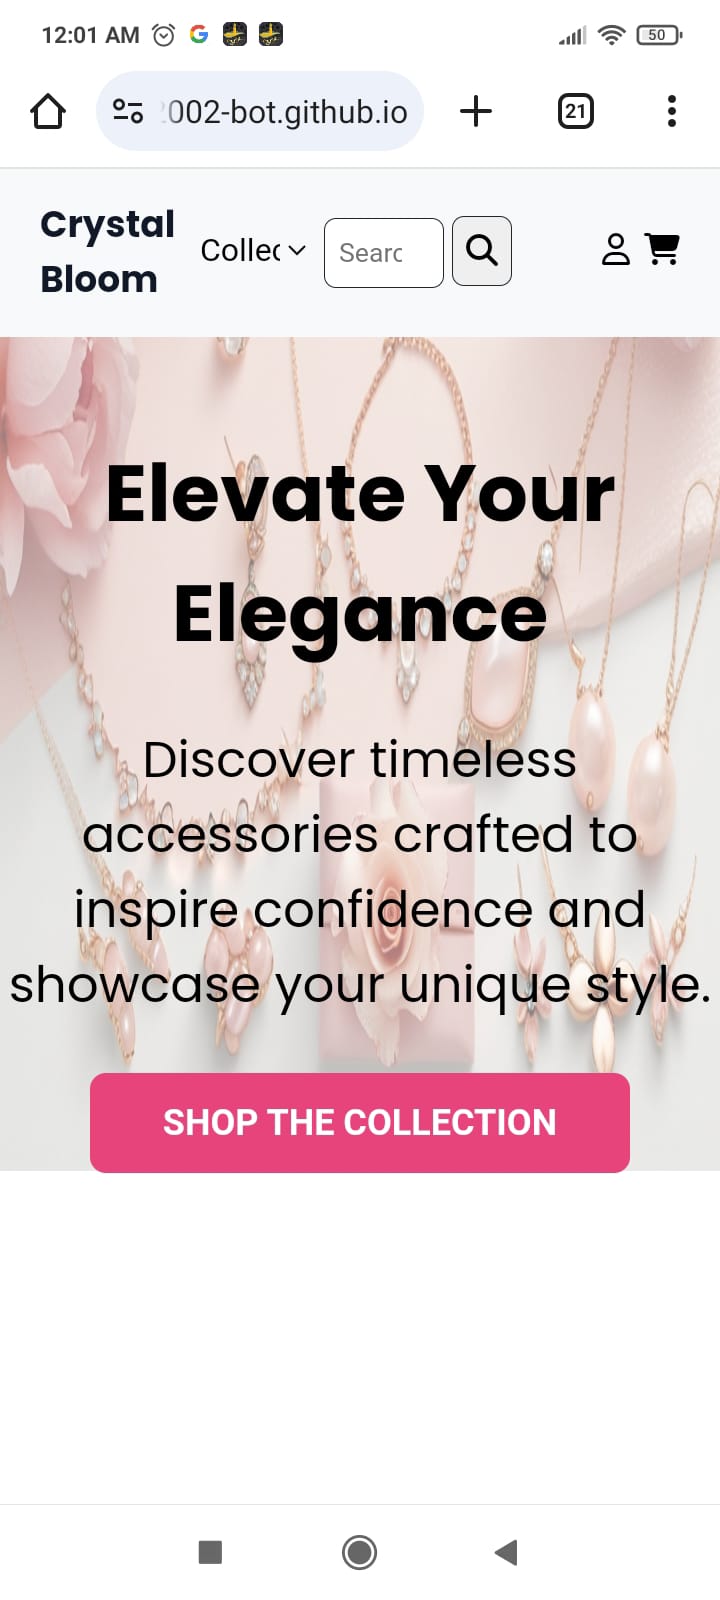 12:01 AM
50
002-bot.github.io
21
Crystal
Bloom
Collec
Searc
Elevate Your
Elegance
Discover timeless
accessories crafted to
inspire confidence and
showcase your unique style.
SHOP THE COLLECTION